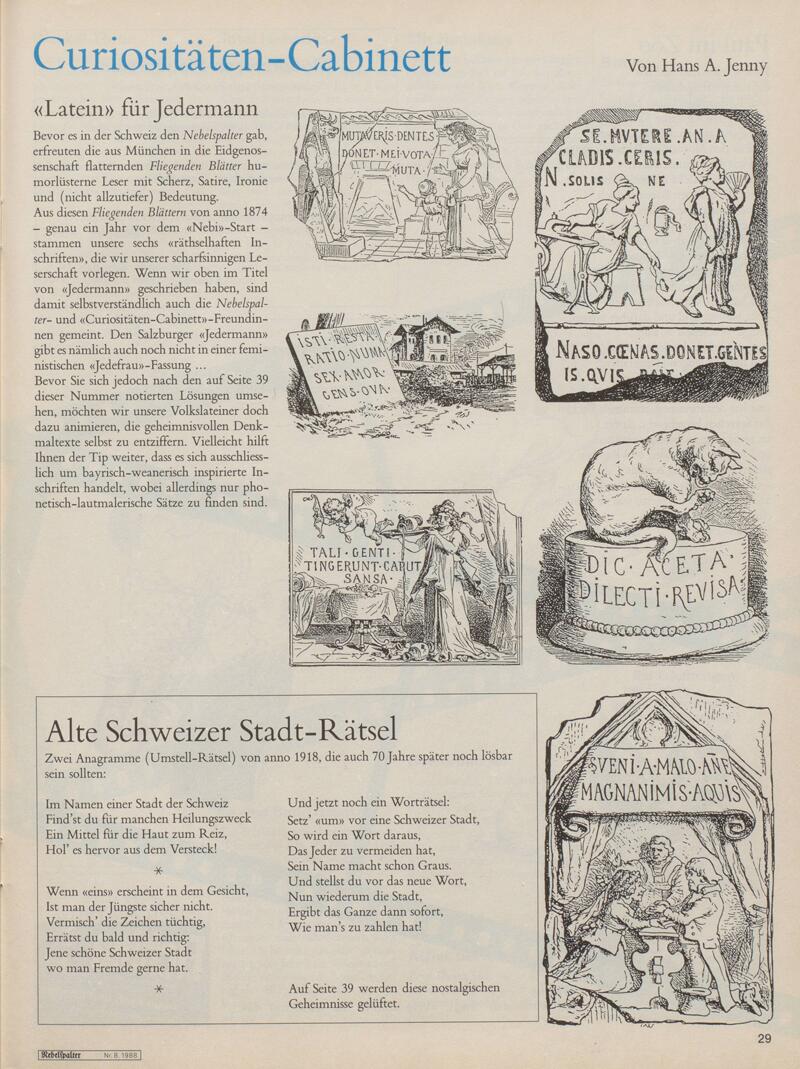 Curiositäten-Cabinett
Von Hans A. Jenny
«Latein» für Jedermann
Bevor es in der Schweiz den Nebelspalter gab,
erfreuten die aus München in die Eidgenos-
senschaft flatternden Fliegenden Blätter hu-
morlüsterne Leser mit Scherz, Satire, Ironie
und (nicht allzutiefer) Bedeutung.
Aus diesen Fliegenden Blättern von anno 1874
– genau ein Jahr vor dem «Nebi»-Start –
stammen unsere sechs «räthselhaften In-
schriften», die wir unserer scharfsinnigen Le-
serschaft vorlegen. Wenn wir oben im Titel
von «Jedermann» geschrieben haben, sind
damit selbstverständlich auch die Nebelspal-
ter- und «Curiositäten-Cabinett»-Freundin-
nen gemeint. Den Salzburger «Jedermann»
gibt es nämlich auch noch nicht in einer femi-
nistischen «Jedefrau»-Fassung ...
Bevor Sie sich jedoch nach den auf Seite 39
dieser Nummer notierten Lösungen umse-
hen, möchten wir unsere Volkslateiner doch
dazu animieren, die geheimnisvollen Denk-
maltexte selbst zu entziffern. Vielleicht hilft
Ihnen der Tip weiter, dass es sich ausschliess-
lich um bayrisch-weanerisch inspirierte In-
schriften handelt, wobei allerdings nur pho-
netisch-lautmalerische Sätze zu finden sind.
MUTAVERIS·DENTES
DONET·MEI·VOTA
MUTA·
SE.MVTERE.AN.A
CLADIS.CERIS.
N.SOLIS NE
NASO.CŒNAS.DONET.GENTES
IS.QVIS
ISTI·RESTA·
RATIO·NUMA
SEX·AMOR·
GENS·OVA·
TALI·GENTI·
TINGERUNT·CAPUT
SANSA·
DIC·ACETA·
DILECTI·REVISA
SVENI·A·MALO·AÑE
MAGNANIMIS·AQUIS
Alte Schweizer Stadt-Rätsel
Zwei Anagramme (Umstell-Rätsel) von anno 1918, die auch 70 Jahre später noch lösbar
sein sollten:
Im Namen einer Stadt der Schweiz
Find'st du für manchen Heilungszweck
Ein Mittel für die Haut zum Reiz,
Hol' es hervor aus dem Versteck!
*
Wenn «eins» erscheint in dem Gesicht,
Ist man der Jüngste sicher nicht.
Vermisch' die Zeichen tüchtig,
Errätst du bald und richtig:
Jene schöne Schweizer Stadt
wo man Fremde gerne hat.
*
Und jetzt noch ein Worträtsel:
Setz' «um» vor eine Schweizer Stadt,
So wird ein Wort daraus,
Das Jeder zu vermeiden hat,
Sein Name macht schon Graus.
Und stellst du vor das neue Wort,
Nun wiederum die Stadt,
Ergibt das Ganze dann sofort,
Wie man's zu zahlen hat!
Auf Seite 39 werden diese nostalgischen
Geheimnisse gelüftet.
Nebelspalter Nr. 8. 1988
29